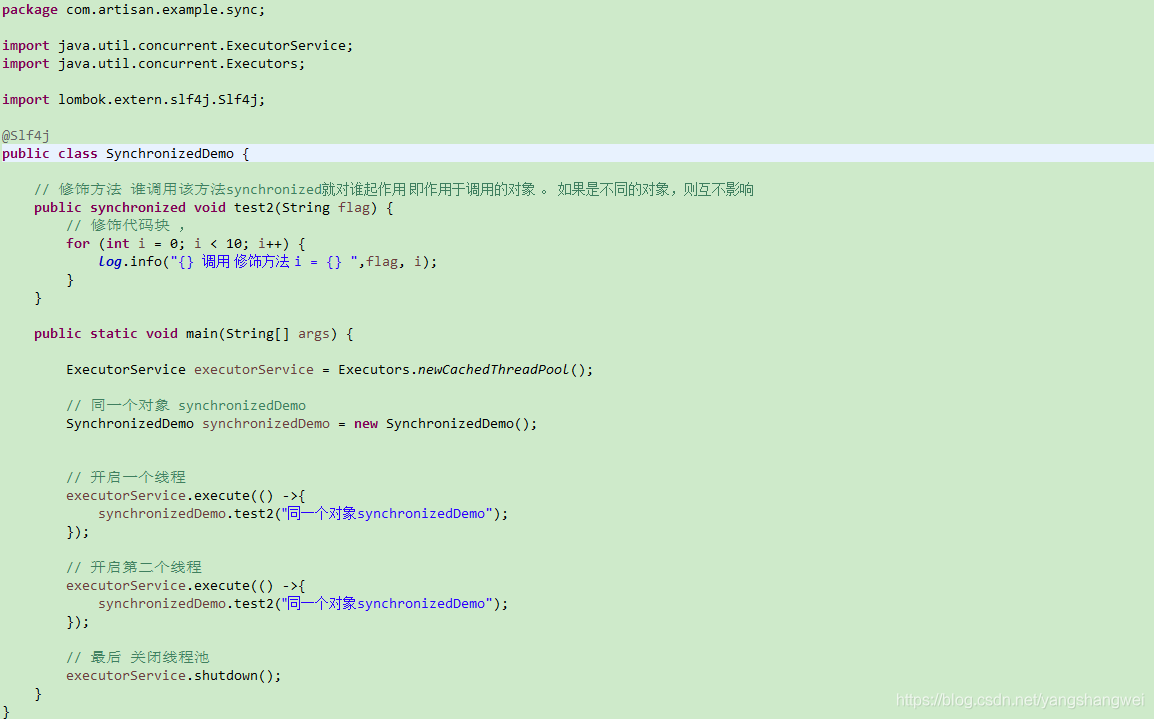 package com.artisan.example.sync;
import java.util.concurrent.ExecutorService;
import java.util.concurrent.Executors;
import lombok.extern.slf4j.Slf4j;
@Slf4j
public class SynchronizedDemo {
// 修饰方法 谁调用该方法synchronized就对谁起作用 即作用于调用的对象 。 如果是不同的对象，则互不影响
public synchronized void test2(String flag) {
// 修饰代码块 ，
for (int i = 0; i < 10; i++) {
log.info("{} 调用 修饰方法 i = {} ",flag, i);
}
}
public static void main(String[] args) {
ExecutorService executorService = Executors.newCachedThreadPool();
// 同一个对象 synchronizedDemo
SynchronizedDemo synchronizedDemo = new SynchronizedDemo();
// 开启一个线程
executorService.execute(() ->{
synchronizedDemo.test2("同一个对象synchronizedDemo");
});
// 开启第二个线程
executorService.execute(() ->{
synchronizedDemo.test2("同一个对象synchronizedDemo");
});
// 最后 关闭线程池
executorService.shutdown();
}
}
https://blog.csdn.net/yangshangwei